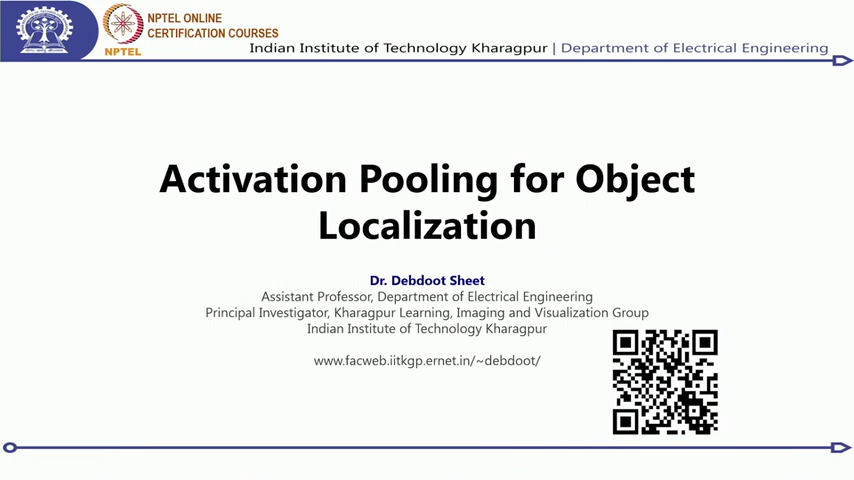 NPTEL ONLINE
CERTIFICATION COURSES
NPTEL
Indian Institute of Technology Kharagpur | Department of Electrical Engineering
Activation Pooling for Object
Localization
Dr. Debdoot Sheet
Assistant Professor, Department of Electrical Engineering
Principal Investigator, Kharagpur Learning, Imaging and Visualization Group
Indian Institute of Technology Kharagpur
www.facweb.iitkgp.ernet.in/~debdoot/